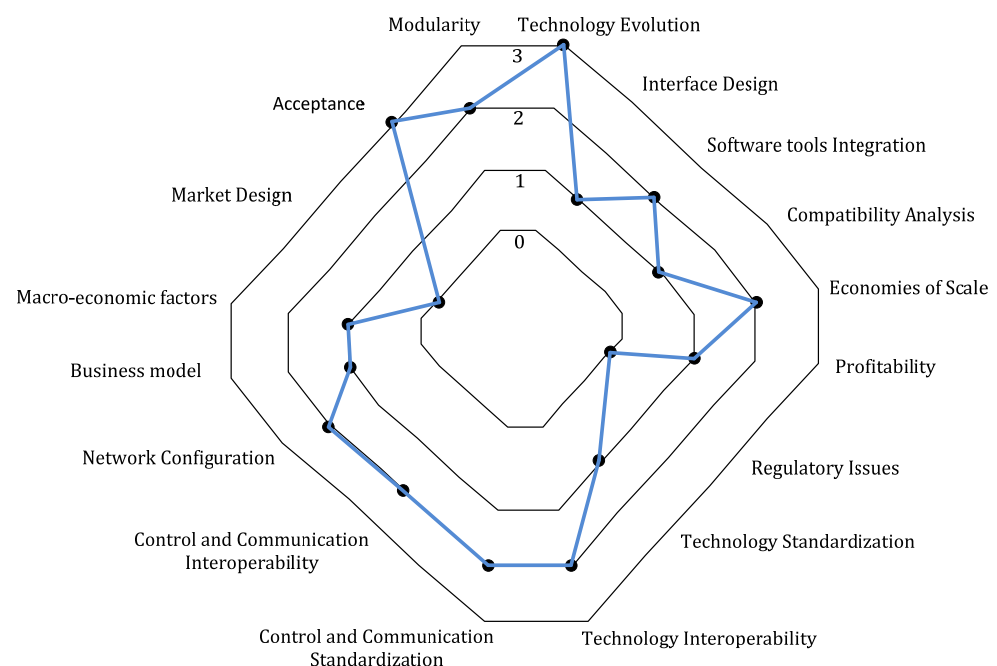 Modularity
Technology Evolution
3
Interface Design
Acceptance
2
Software tools Integration
1
Market Design
Compatibility Analysis
0
Economies of Scale
Macro-economic factors
Profitability
Business model
Network Configuration
Regulatory Issues
Control and Communication
Interoperability
Technology Standardization
Control and Communication
Standardization
Technology Interoperability